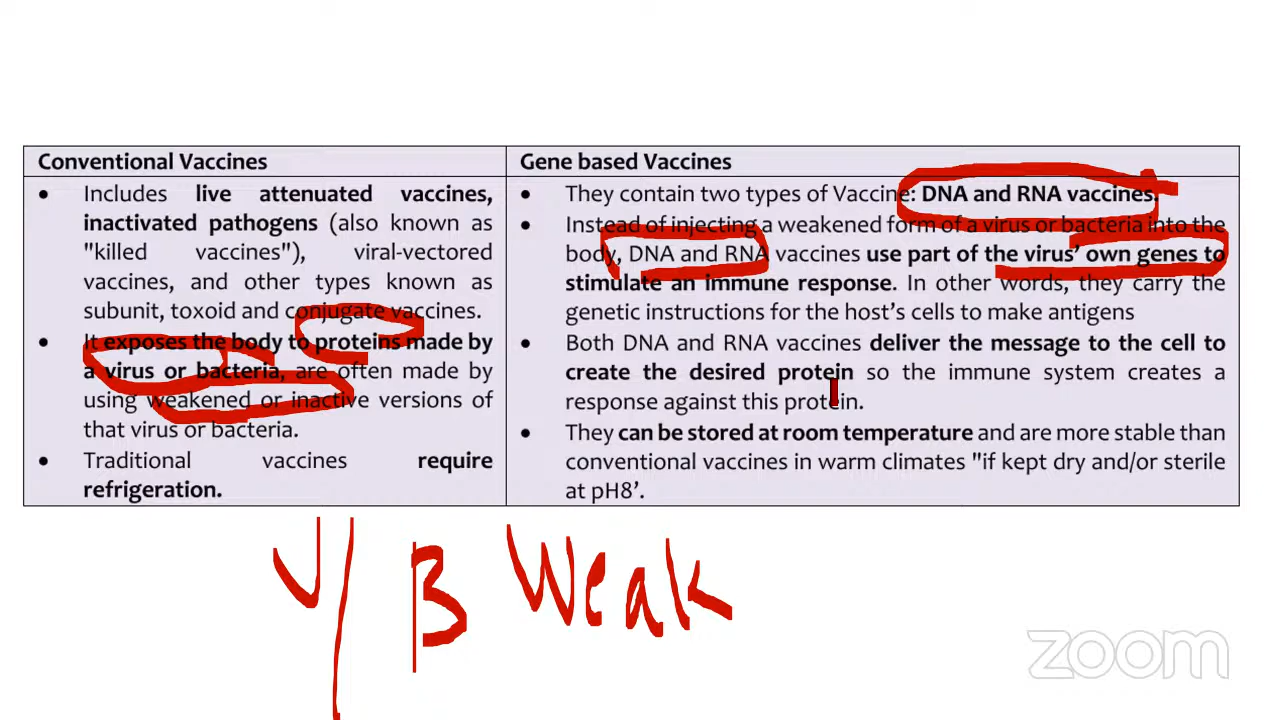 Conventional Vaccines
• Includes live attenuated vaccines,
inactivated pathogens (also known as
"killed vaccines"), viral-vectored
vaccines, and other types known as
subunit, toxoid and conjugate vaccines.
• It exposes the body to proteins made by
a virus or bacteria, are often made by
using weakened or inactive versions of
that virus or bacteria.
• Traditional vaccines require
refrigeration.
Gene based Vaccines
• They contain two types of Vaccine: DNA and RNA vaccines.
• Instead of injecting a weakened form of a virus or bacteria into the
body, DNA and RNA vaccines use part of the virus' own genes to
stimulate an immune response. In other words, they carry the
genetic instructions for the host's cells to make antigens
• Both DNA and RNA vaccines deliver the message to the cell to
create the desired protein so the immune system creates a
response against this protein.
• They can be stored at room temperature and are more stable than
conventional vaccines in warm climates "if kept dry and/or sterile
at pH8'.
V/ B Weak
zoom